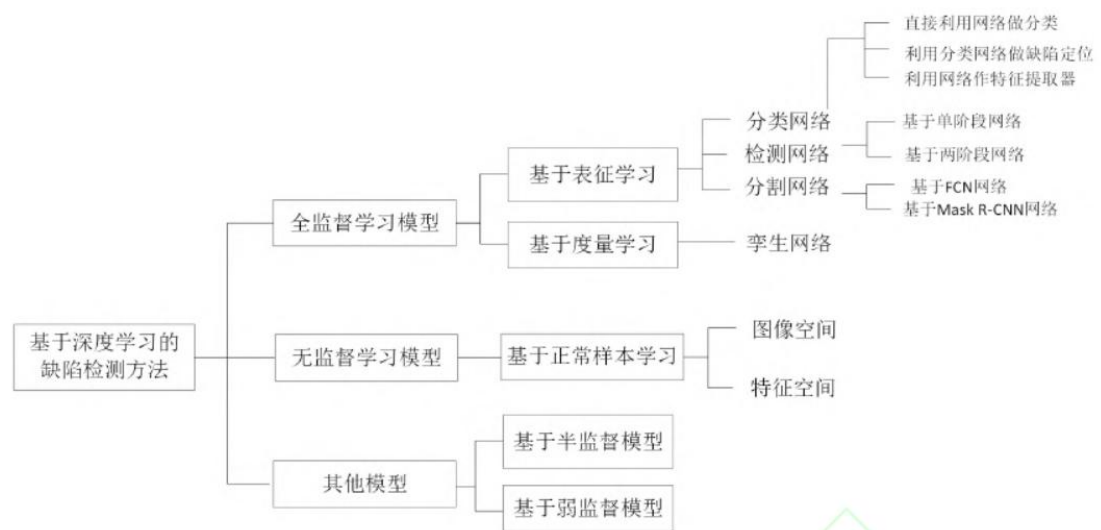 直接利用网络做分类
利用分类网络做缺陷定位
利用网络作特征提取器
分类网络
基于单阶段网络
检测网络
基于两阶段网络
基于表征学习
分割网络
基于FCN网络
基于Mask R-CNN网络
全监督学习模型
基于度量学习
孪生网络
基于深度学习的
缺陷检测方法
图像空间
无监督学习模型
基于正常样本学习
特征空间
基于半监督模型
其他模型
基于弱监督模型